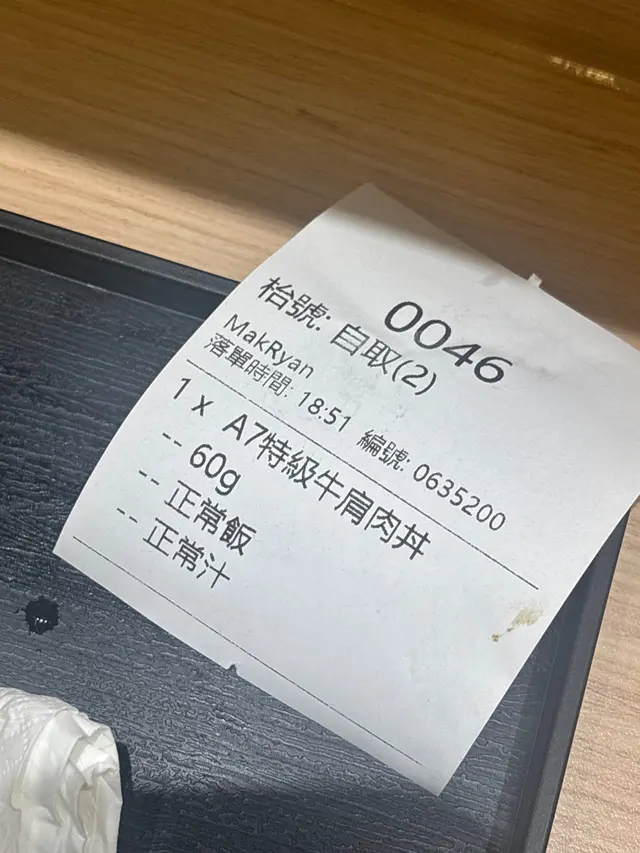 0046
枱號: 自取(2)
MakRyan
落單時間: 18:51 編號: 0635200
1 x A7特級牛肩肉丼
-- 60g
-- 正常飯
-- 正常汁